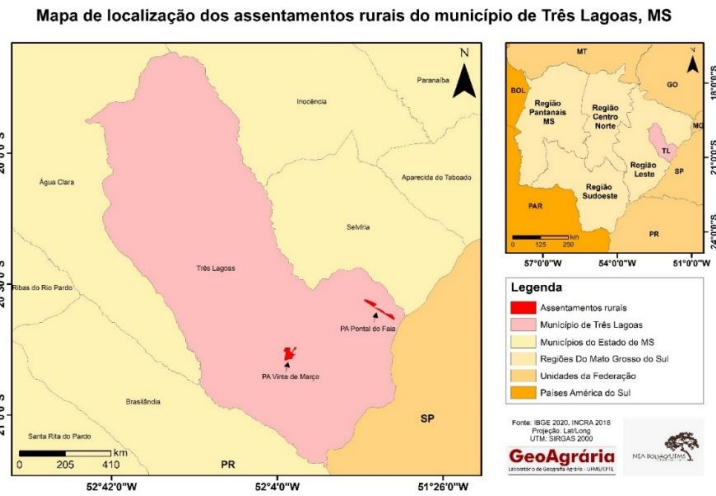 Mapa de localização dos assentamentos rurais do município de Três Lagoas, MS
N
Paranaíba
Inocência
Água Clara
Aparecida do Taboado
Selvíria
Três Lagoas
Ribas do Rio Pardo
PA Pontal do Faia
PA Vinte de Março
Brasilândia
Santa Rita do Pardo
SP
PR
km
0 205 410
20°30'S
21°0'S
52°42'0"W
52°4'0"W
51°26'0"W
N
MT
GO
BOL
MG
Região
Pantanais
MS
Região
Centro
Norte
TL
Região
Leste
SP
Região
Sudoeste
PAR
PR
km
0 125 250
18°0'0"S
21°0'0"S
24°0'0"S
57°0'0"W
54°0'0"W
51°0'0"W
Legenda
Assentamentos rurais
Município de Três Lagoas
Municípios do Estado de MS
Regiões Do Mato Grosso do Sul
Unidades da Federação
Países América do Sul
Fonte: IBGE 2020, INCRA 2018
Projeção: Lat/Long
UTM: SIRGAS 2000
GeoAgrária
Laboratório de Geografia Agrária - UFMS/CPTL